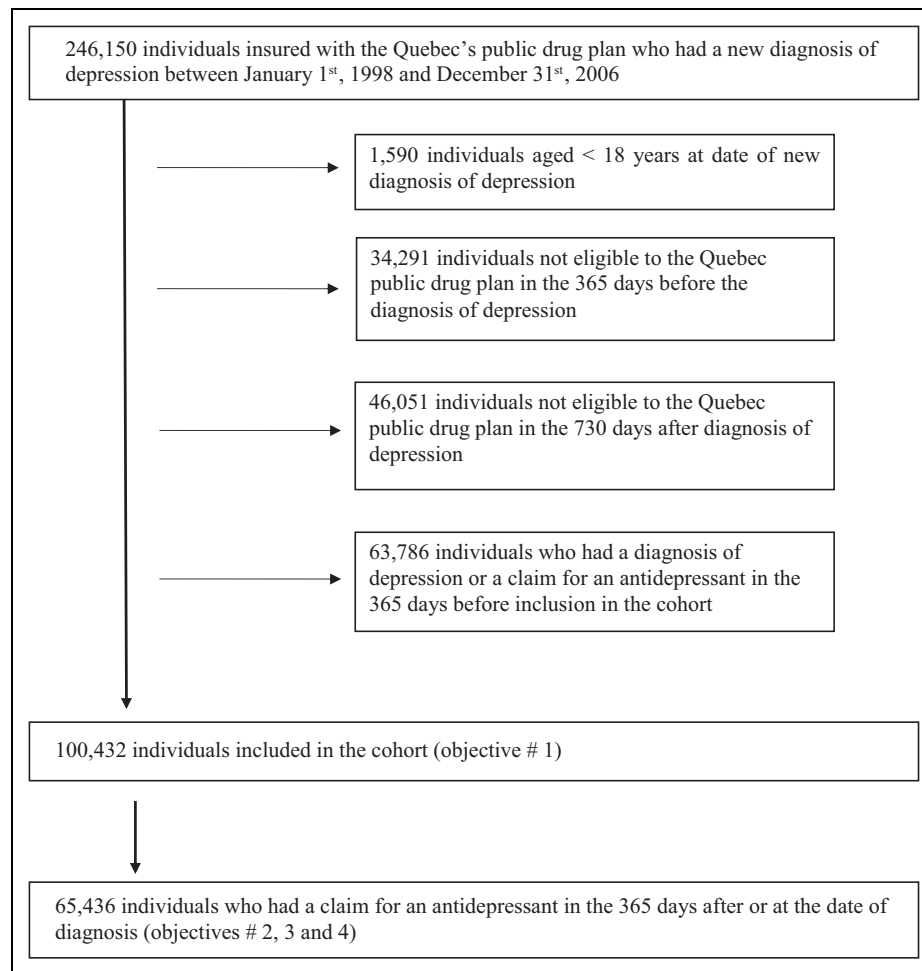 246,150 individuals insured with the Quebec's public drug plan who had a new diagnosis of
depression between January 1st, 1998 and December 31st, 2006
1,590 individuals aged < 18 years at date of new
diagnosis of depression
34,291 individuals not eligible to the Quebec
public drug plan in the 365 days before the
diagnosis of depression
46,051 individuals not eligible to the Quebec
public drug plan in the 730 days after diagnosis of
depression
63,786 individuals who had a diagnosis of
depression or a claim for an antidepressant in the
365 days before inclusion in the cohort
100,432 individuals included in the cohort (objective # 1)
65,436 individuals who had a claim for an antidepressant in the 365 days after or at the date of
diagnosis (objectives # 2, 3 and 4)